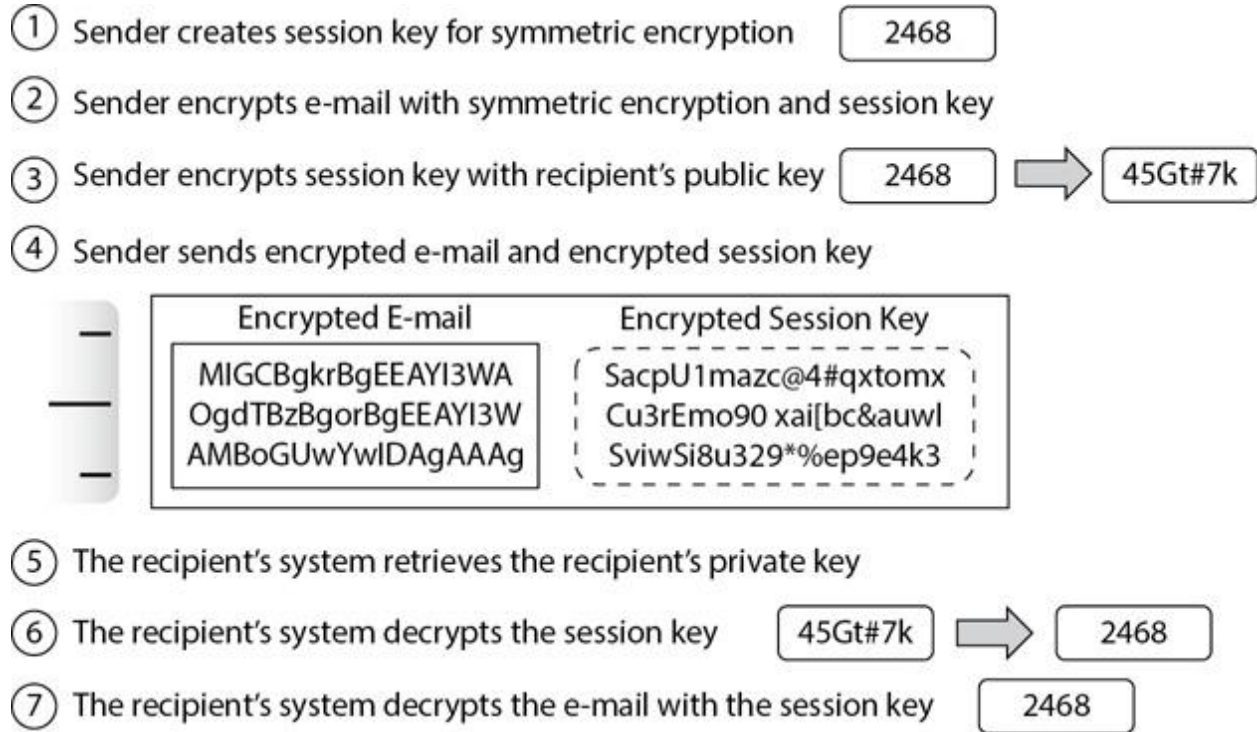 1 Sender creates session key for symmetric encryption 2468
2 Sender encrypts e-mail with symmetric encryption and session key
3 Sender encrypts session key with recipient's public key 2468 45Gt#7k
4 Sender sends encrypted e-mail and encrypted session key
Encrypted E-mail Encrypted Session Key
MIGCBgkrBgEEAYI3WA SacpU1mazc@4#qxtomx
OgdTBzBgorBgEEAYI3W Cu3rEmo90 xai[bc&auwl
AMBoGUwYwIDAgAAAg SviwSi8u329*%ep9e4k3
5 The recipient's system retrieves the recipient's private key
6 The recipient's system decrypts the session key 45Gt#7k 2468
7 The recipient's system decrypts the e-mail with the session key 2468